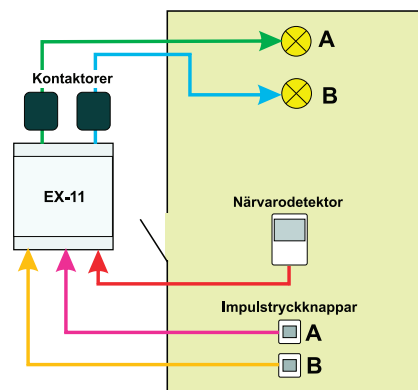 A
Kontaktorer
B
EX-11
Närvarodetektor
Impulstryckknappar
A
B